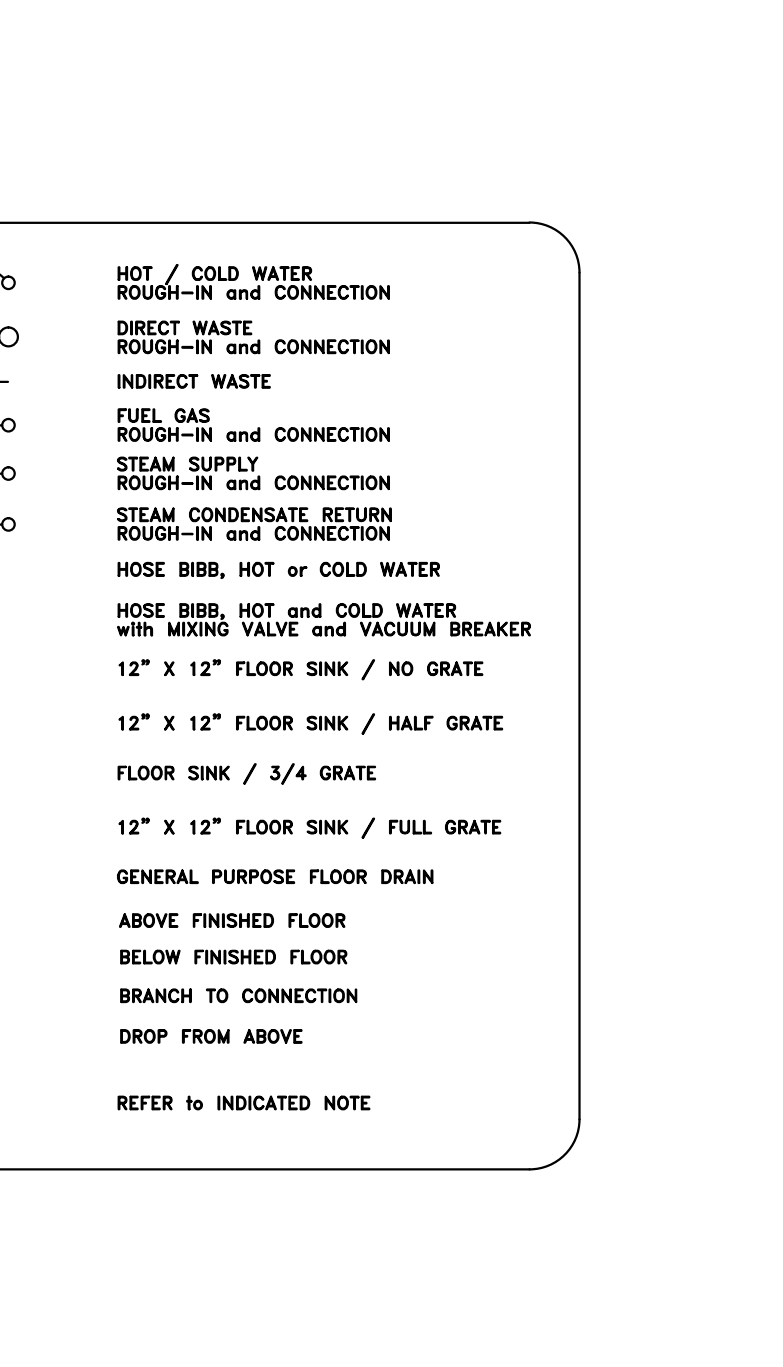 HOT / COLD WATER
ROUGH-IN and CONNECTION
DIRECT WASTE
ROUGH-IN and CONNECTION
INDIRECT WASTE
FUEL GAS
ROUGH-IN and CONNECTION
STEAM SUPPLY
ROUGH-IN and CONNECTION
STEAM CONDENSATE RETURN
ROUGH-IN and CONNECTION
HOSE BIBB, HOT or COLD WATER
HOSE BIBB, HOT and COLD WATER
with MIXING VALVE and VACUUM BREAKER
12" X 12" FLOOR SINK / NO GRATE
12" X 12" FLOOR SINK / HALF GRATE
FLOOR SINK / 3/4 GRATE
12" X 12" FLOOR SINK / FULL GRATE
GENERAL PURPOSE FLOOR DRAIN
ABOVE FINISHED FLOOR
BELOW FINISHED FLOOR
BRANCH TO CONNECTION
DROP FROM ABOVE
REFER to INDICATED NOTE